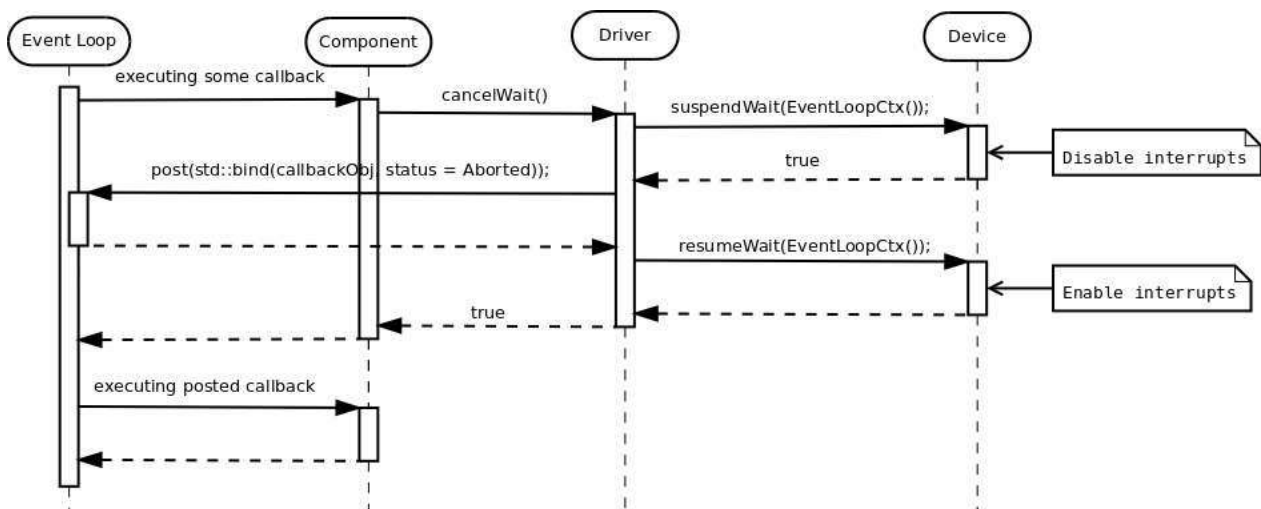 Event Loop
Component
Driver
Device
executing some callback
cancelWait()
suspendWait(EventLoopCtx());
Disable interrupts
true
post(std::bind(callbackObj, status = Aborted));
resumeWait(EventLoopCtx());
Enable interrupts
true
executing posted callback